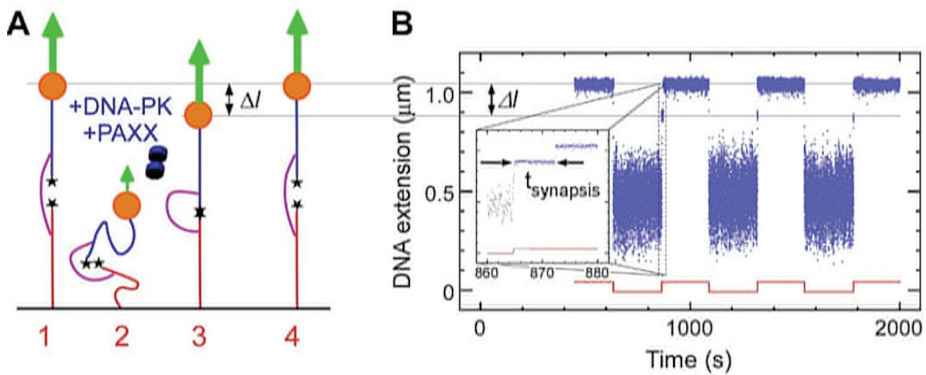 A
+DNA-PK
+PAXX
Δl
1
2
3
4
B
DNA extension (μm)
1.0
0.5
0
Δl
t synapsis
860
870
880
0
1000
2000
Time (s)